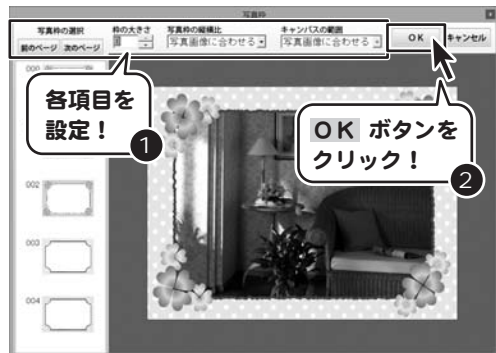 写真枠
写真枠の選択
前のページ 次のページ
枠の大きさ
写真枠の縦横比
写真画像に合わせる
キャンバスの範囲
写真画像に合わせる
OK
キャンセル
000
各項目を
設定！
1
OK ボタンを
クリック！
2
002
003
004